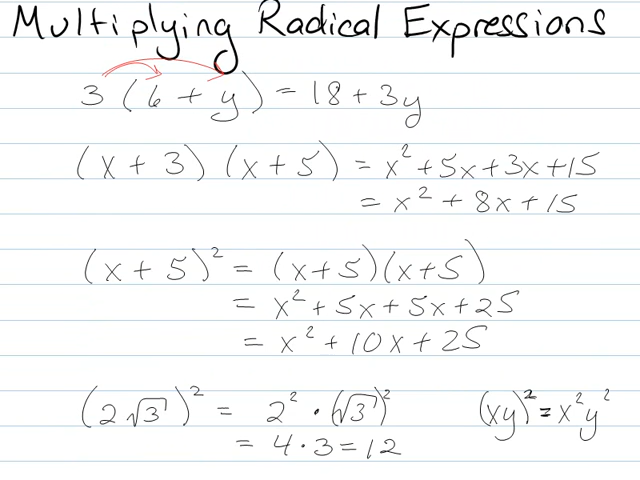 Multiplying Radical Expressions
3 (6 + y) = 18 + 3y
(x + 3) (x + 5) = x² + 5x + 3x + 15
= x² + 8x + 15
(x + 5)² = (x + 5)(x + 5)
= x² + 5x + 5x + 25
= x² + 10x + 25
(2√3)² = 2² · (√3)² (xy)² = x²y²
= 4 · 3 = 12